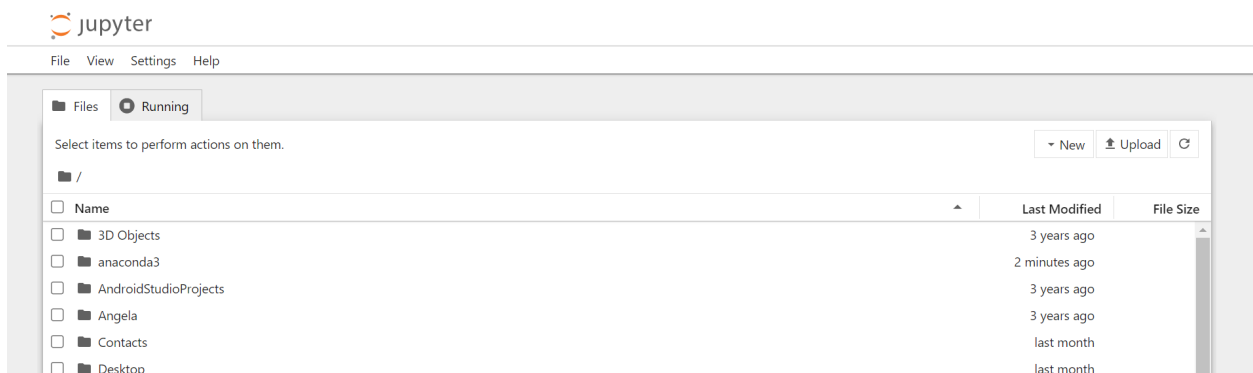 jupyter
File View Settings Help
Files Running
Select items to perform actions on them.
New Upload
/
Name Last Modified File Size
3D Objects 3 years ago
anaconda3 2 minutes ago
AndroidStudioProjects 3 years ago
Angela 3 years ago
Contacts last month
Desktop last month